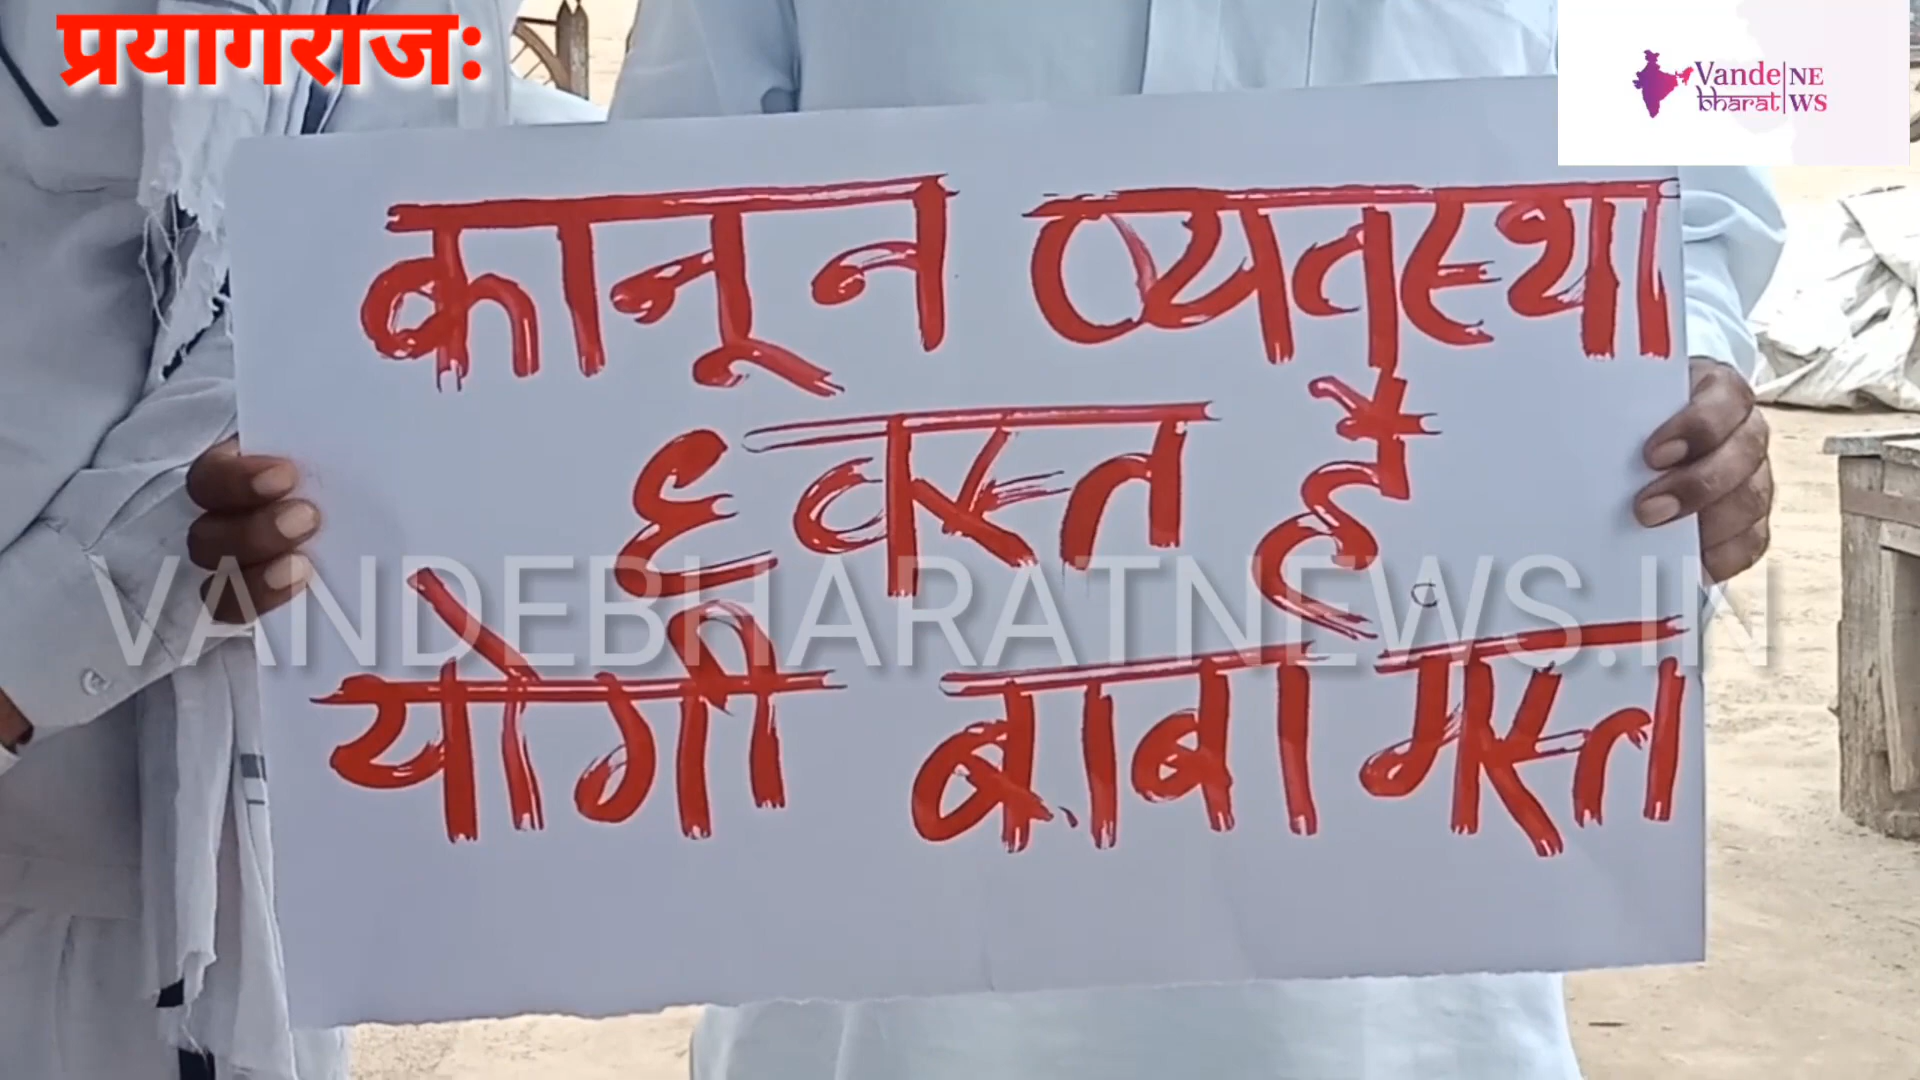 प्रयागराज:
Vande NE
bharat WS
कानून व्यवस्था
ध्वस्त है
VANDEBHARATNEWS.IN
योगी बाबा मस्त